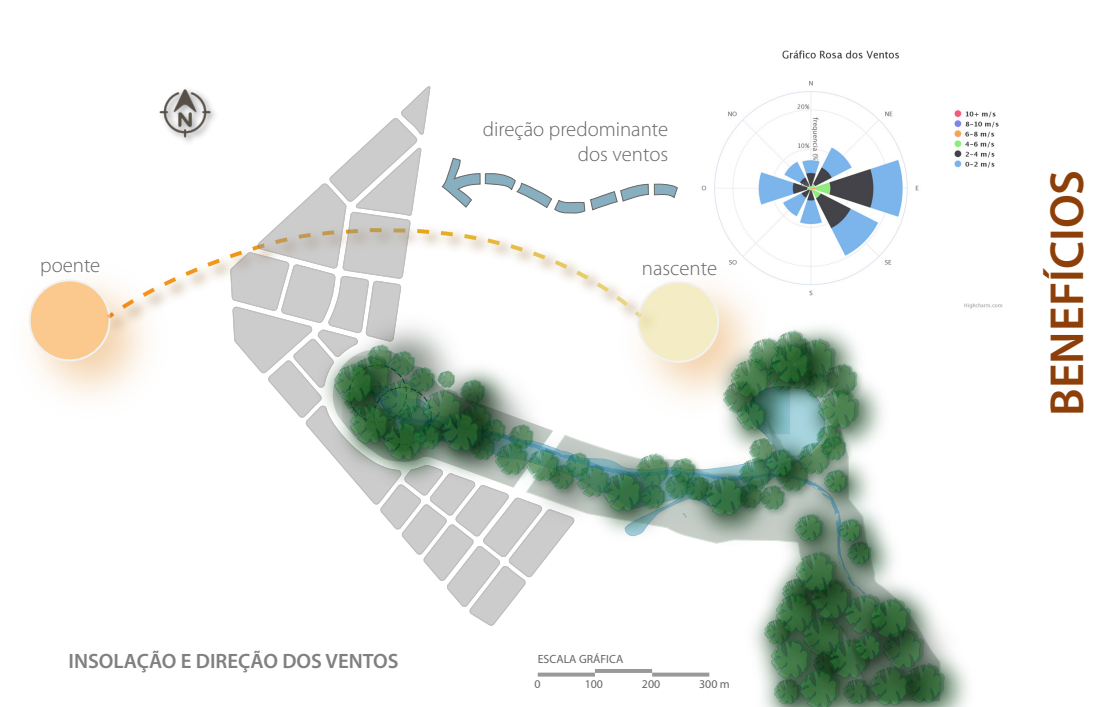 Gráfico Rosa dos Ventos
N
NO
NE
20%
10%
frequencia (%)
O
E
SO
SE
S
10+ m/s
8-10 m/s
6-8 m/s
4-6 m/s
2-4 m/s
0-2 m/s
Highcharts.com
N
direção predominante
dos ventos
poente
nascente
BENEFÍCIOS
INSOLAÇÃO E DIREÇÃO DOS VENTOS
ESCALA GRÁFICA
0 100 200 300 m